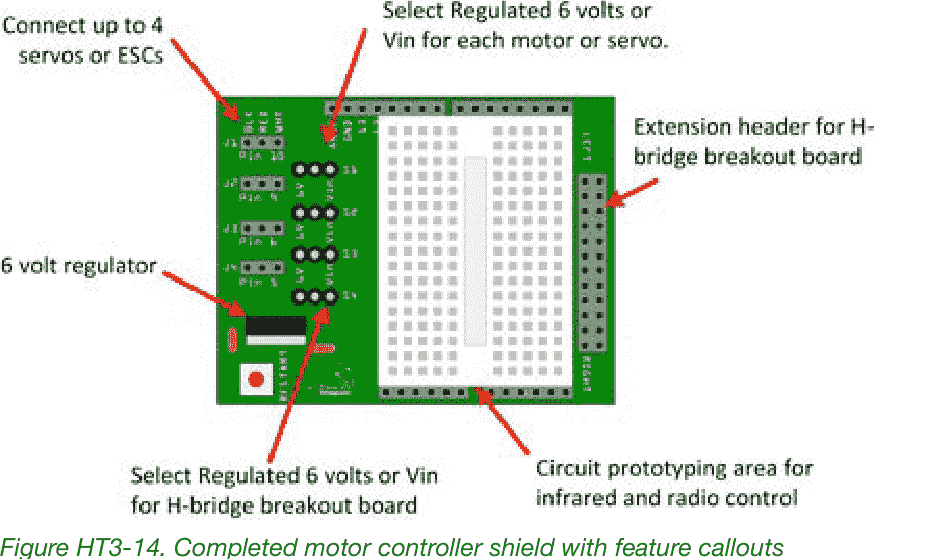 Connect up to 4
servos or ESCs
Select Regulated 6 volts or
Vin for each motor or servo.
Extension header for H-
bridge breakout board
6 volt regulator
Select Regulated 6 volts or Vin
for H-bridge breakout board
Circuit prototyping area for
infrared and radio control
Figure HT3-14. Completed motor controller shield with feature callouts